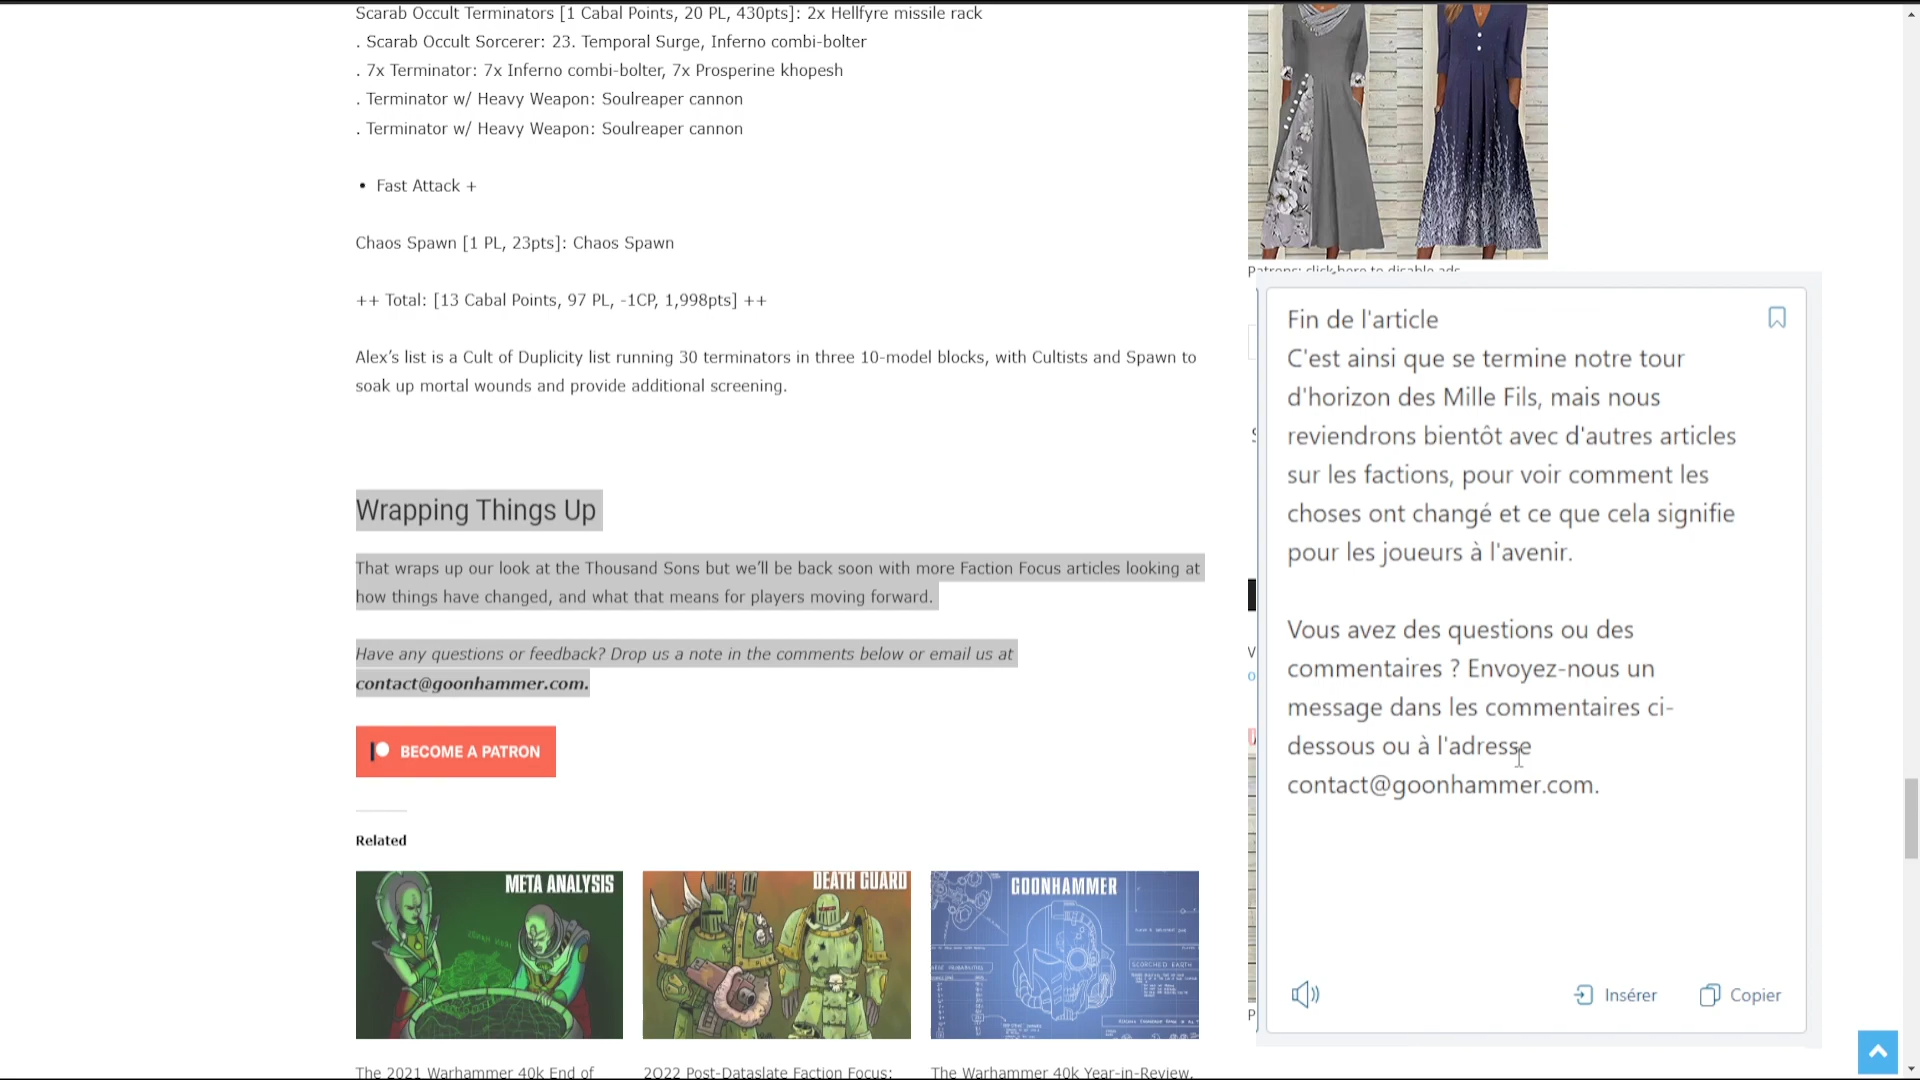 Scarab Occult Terminators [1 Cabal Points, 20 PL, 430pts]: 2x Hellfyre missile rack
. Scarab Occult Sorcerer: 23. Temporal Surge, Inferno combi-bolter
. 7x Terminator: 7x Inferno combi-bolter, 7x Prosperine khopesh
. Terminator w/ Heavy Weapon: Soulreaper cannon
. Terminator w/ Heavy Weapon: Soulreaper cannon
• Fast Attack +
Chaos Spawn [1 PL, 23pts]: Chaos Spawn
++ Total: [13 Cabal Points, 97 PL, -1CP, 1,998pts] ++
Alex’s list is a Cult of Duplicity list running 30 terminators in three 10-model blocks, with Cultists and Spawn to
soak up mortal wounds and provide additional screening.
Wrapping Things Up
That wraps up our look at the Thousand Sons but we’ll be back soon with more Faction Focus articles looking at
how things have changed, and what that means for players moving forward.
Have any questions or feedback? Drop us a note in the comments below or email us at
contact@goonhammer.com.
BECOME A PATRON
Related
META ANALYSIS
DEATH GUARD
GOONHAMMER
SCORCHED EARTH
The 2021 Warhammer 40k End of
2022 Post-Dataslate Faction Focus:
The Warhammer 40k Year-in-Review,
Patrons: click here to disable ads
Fin de l'article
C'est ainsi que se termine notre tour
d'horizon des Mille Fils, mais nous
reviendrons bientôt avec d'autres articles
sur les factions, pour voir comment les
choses ont changé et ce que cela signifie
pour les joueurs à l'avenir.
Vous avez des questions ou des
commentaires ? Envoyez-nous un
message dans les commentaires ci-
dessous ou à l'adresse
contact@goonhammer.com.
Insérer
Copier